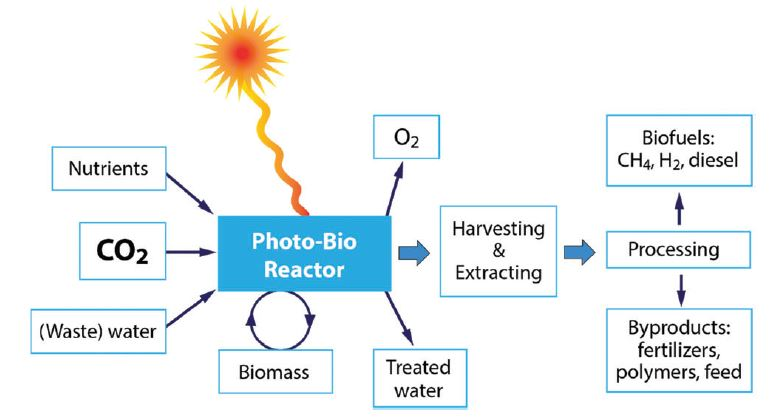 Nutrients
CO₂
(Waste) water
Photo-Bio
Reactor
Biomass
O₂
Treated
water
Harvesting
&
Extracting
Processing
Biofuels:
CH₄, H₂, diesel
Byproducts:
fertilizers,
polymers, feed